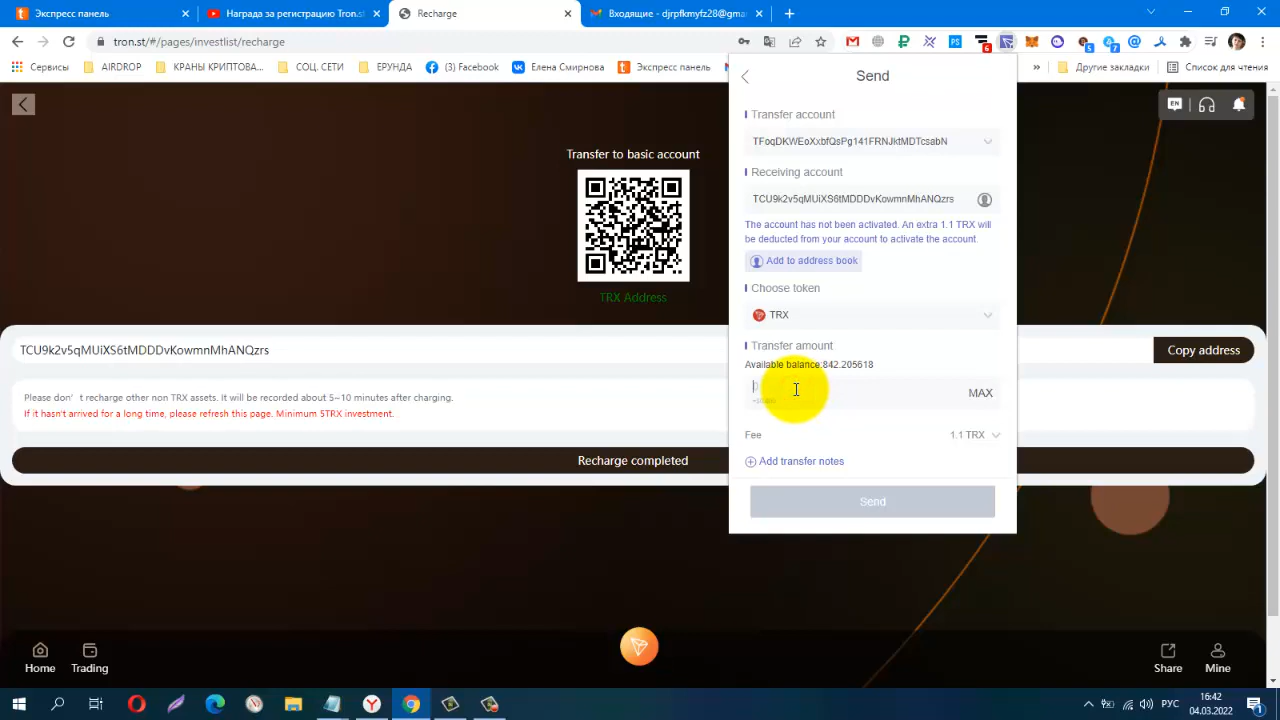 Экспресс панель
Награда за регистрацию Tron.st
Recharge
Входящие - djrpfkmyfz28@gma
tron.st/#/pages/investlist/recharge
Сервисы
AIRDROP
КРАНЫ КРИПТОВА...
СОЦ. СЕТИ
ЕРУНДА
(3) Facebook
Елена Смирнова
Экспресс панель
Другие закладки
Список для чтения
Send
EN
Transfer account
TFoqDKWEoXxbfQsPg141FRNJktMDTcsabN
Transfer to basic account
Receiving account
TCU9k2v5qMUiXS6tMDDDvKowmnMhANQzrs
The account has not been activated. An extra 1.1 TRX will
be deducted from your account to activate the account.
Add to address book
Choose token
TRX Address
TRX
Transfer amount
TCU9k2v5qMUiXS6tMDDDvKowmnMhANQzrs
Copy address
Available balance:842.205618
MAX
Please don' t recharge other non TRX assets. it will be recorded about 5~10 minutes after charging.
If it hasn't arrived for a long time, please refresh this page. Minimum 5TRX investment.
Fee
1.1 TRX
Recharge completed
Add transfer notes
Send
Home
Trading
Share
Mine
РУС
16:42
04.03.2022